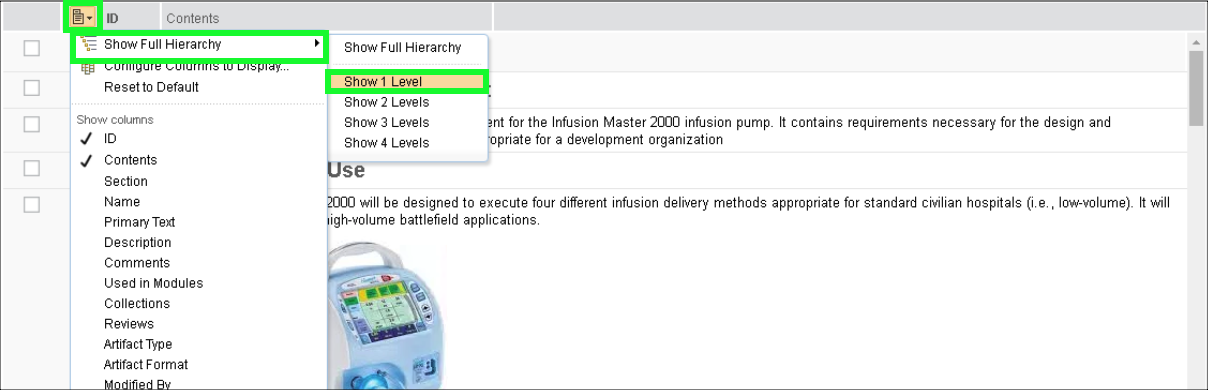 ID Contents
Show Full Hierarchy
Configure Columns to Display...
Reset to Default
Show columns
ID
Contents
Section
Name
Primary Text
Description
Comments
Used in Modules
Collections
Reviews
Artifact Type
Artifact Format
Modified By
Show Full Hierarchy
Show 1 Level
Show 2 Levels
Show 3 Levels
Show 4 Levels
ent for the Infusion Master 2000 infusion pump. It contains requirements necessary for the design and
opriate for a development organization
Use
2000 will be designed to execute four different infusion delivery methods appropriate for standard civilian hospitals (i.e., low-volume). It will
high-volume battlefield applications.